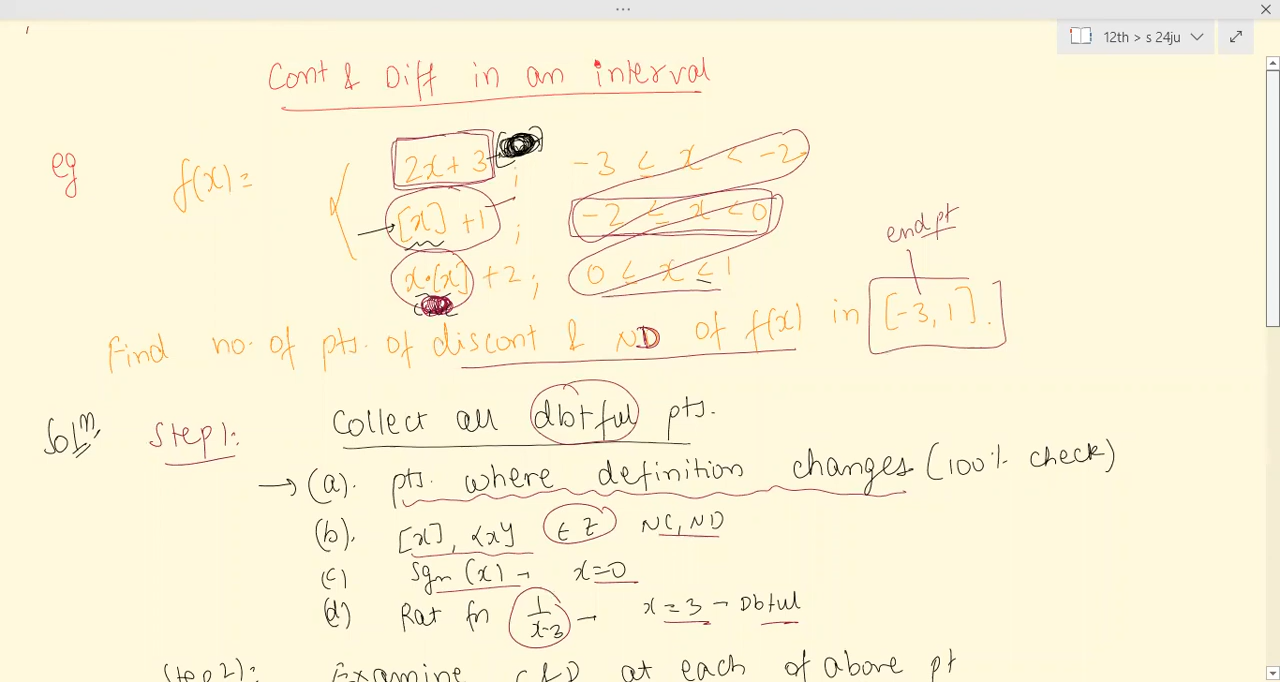 12th > s 24ju
Cont & Diff in an interval
eg f(x) = 2x + 3 ; -3 ≤ x < -2
[x] + 1 ; -2 ≤ x < 0
x·[x] + 2 ; 0 ≤ x ≤ 1
end pt
Find no. of pts. of discont & ND of f(x) in [-3, 1].
Solⁿ Step 1: Collect all dbtful pts.
→ (a). pts. where definition changes (100% check)
(b). [x], {x} ∈ Z NC, ND
(c) Sgn (x) → x = 0
(d) Rat fn 1/(x-3) → x = 3 → Dbtful
Step 2): Examine C&D at each of above pt